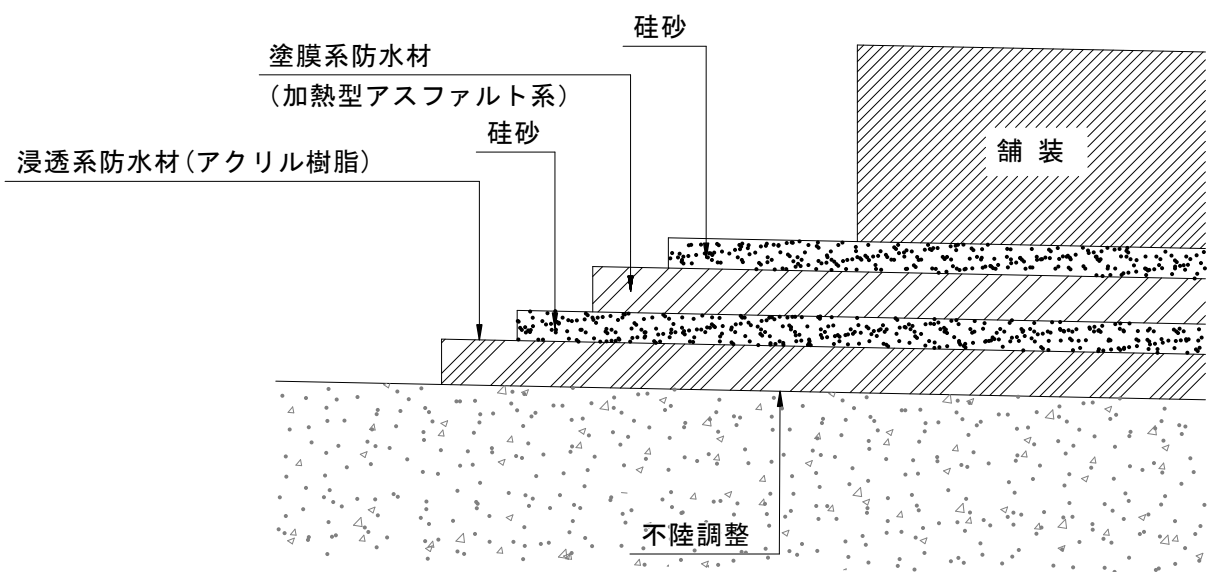 硅砂
塗膜系防水材
(加熱型アスファルト系)
硅砂
浸透系防水材(アクリル樹脂)
舗装
不陸調整